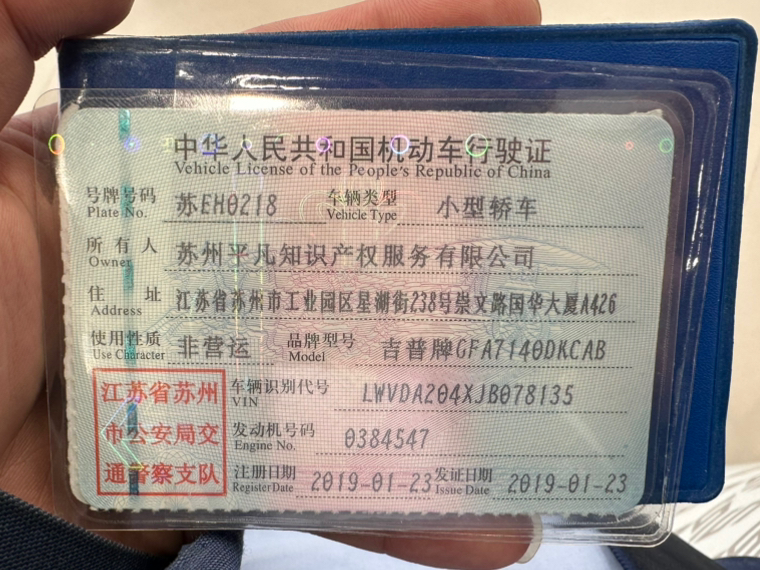 中华人民共和国机动车行驶证
Vehicle License of the People's Republic of China
号牌号码 苏EH0218 车辆类型 小型轿车
Plate No. Vehicle Type
所有人 苏州平凡知识产权服务有限公司
Owner
住址 江苏省苏州市工业园区星湖街238号崇文路国华大厦A426
Address
使用性质 非营运 品牌型号 吉普牌GFA7140DKCAB
Use Character Model
江苏省苏州
市公安局交
通警察支队
车辆识别代号 LWVDA204XJB078135
VIN
发动机号码 0384547
Engine No.
注册日期 2019-01-23 发证日期 2019-01-23
Register Date Issue Date